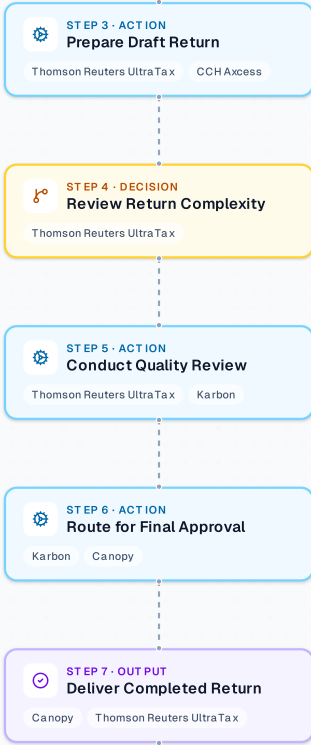 STEP 3 · ACTION
Prepare Draft Return
Thomson Reuters UltraTax CCH Axcess
STEP 4 · DECISION
Review Return Complexity
Thomson Reuters UltraTax
STEP 5 · ACTION
Conduct Quality Review
Thomson Reuters UltraTax Karbon
STEP 6 · ACTION
Route for Final Approval
Karbon Canopy
STEP 7 · OUTPUT
Deliver Completed Return
Canopy Thomson Reuters UltraTax